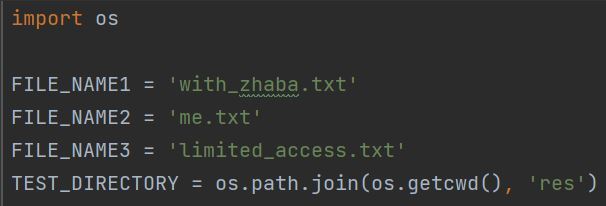 import os
FILE_NAME1 = 'with_zhaba.txt'
FILE_NAME2 = 'me.txt'
FILE_NAME3 = 'limited_access.txt'
TEST_DIRECTORY = os.path.join(os.getcwd(), 'res')